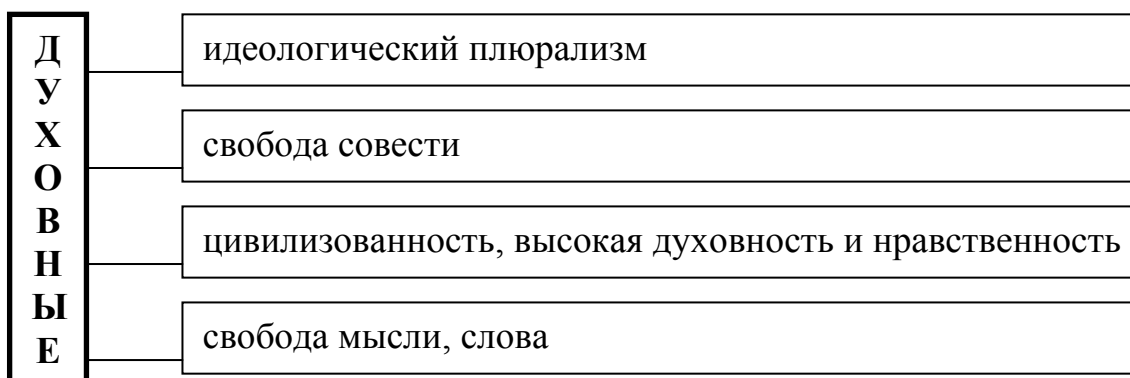 ДУХОВНЫЕ
идеологический плюрализм
свобода совести
цивилизованность, высокая духовность и нравственность
свобода мысли, слова